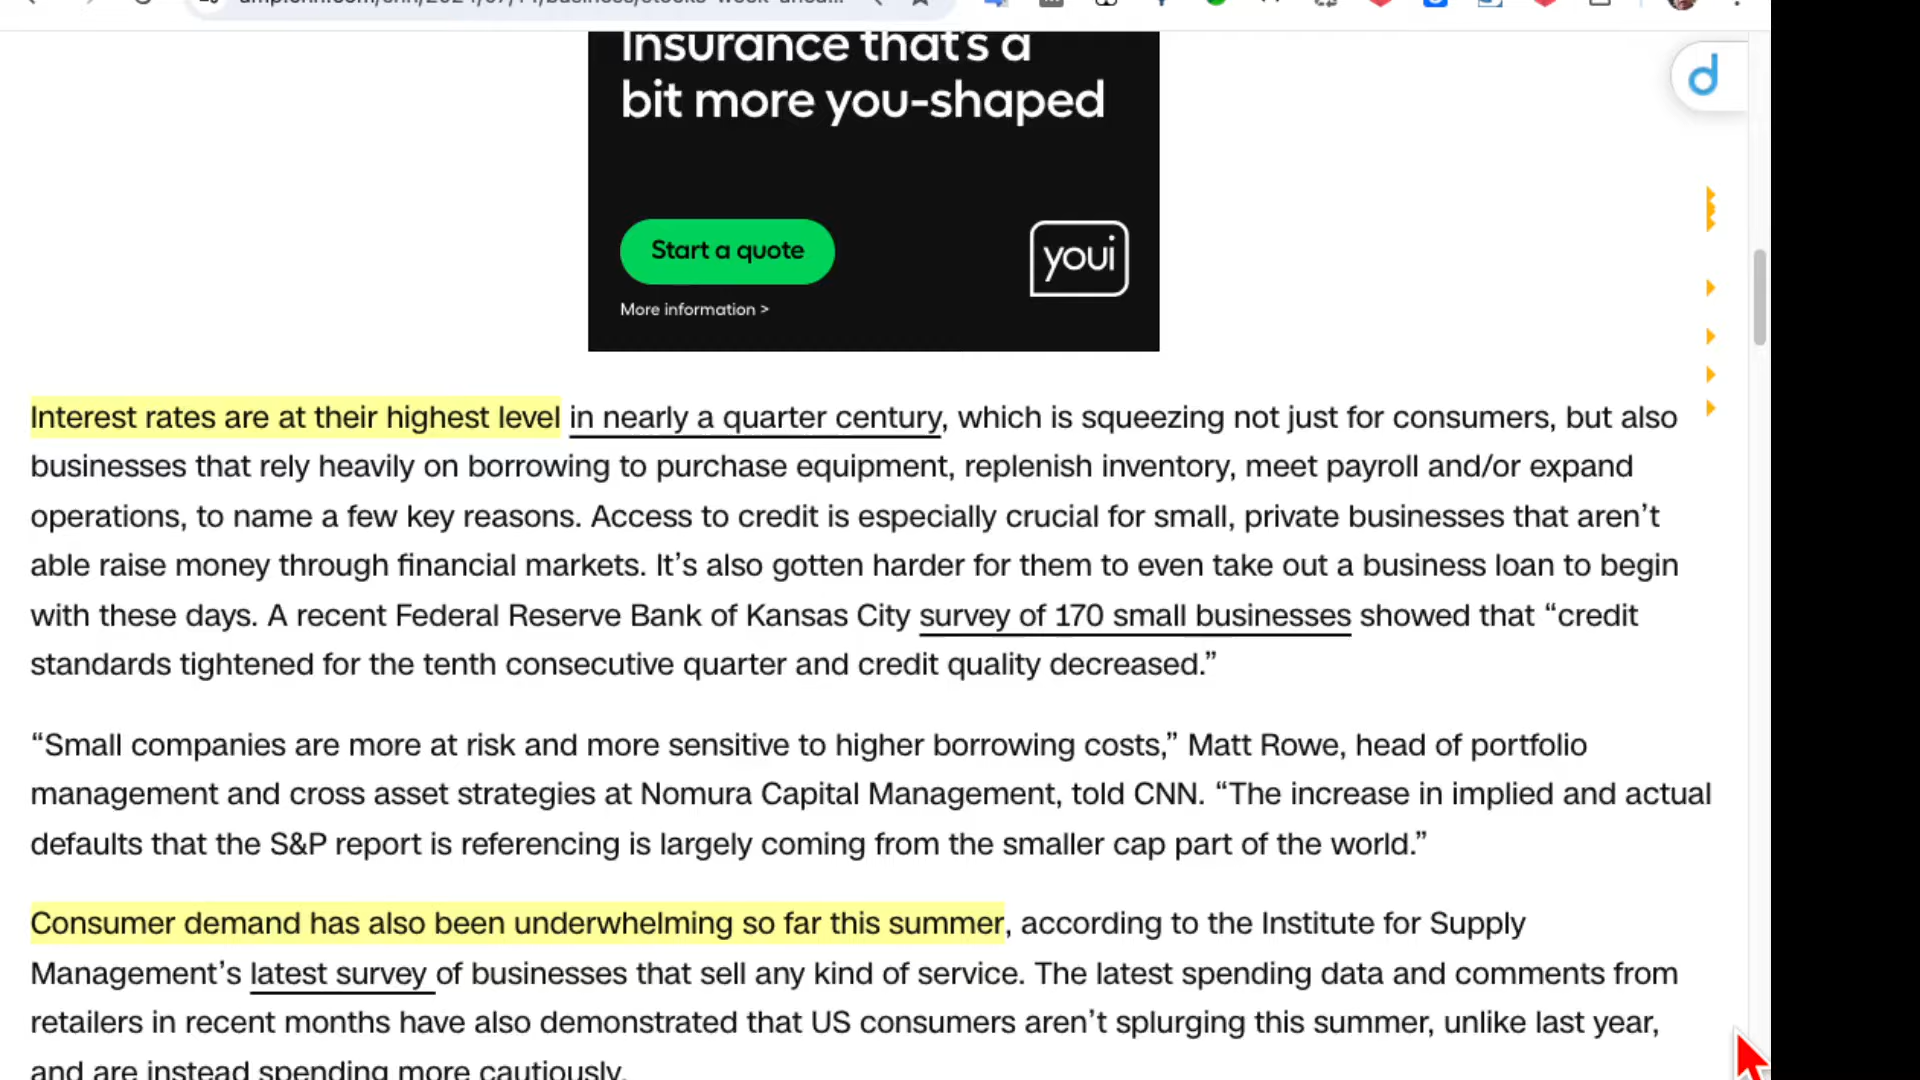 Insurance that's a
bit more you-shaped
Start a quote
youi
More information >
Interest rates are at their highest level in nearly a quarter century, which is squeezing not just for consumers, but also
businesses that rely heavily on borrowing to purchase equipment, replenish inventory, meet payroll and/or expand
operations, to name a few key reasons. Access to credit is especially crucial for small, private businesses that aren’t
able raise money through financial markets. It’s also gotten harder for them to even take out a business loan to begin
with these days. A recent Federal Reserve Bank of Kansas City survey of 170 small businesses showed that “credit
standards tightened for the tenth consecutive quarter and credit quality decreased.”
“Small companies are more at risk and more sensitive to higher borrowing costs,” Matt Rowe, head of portfolio
management and cross asset strategies at Nomura Capital Management, told CNN. “The increase in implied and actual
defaults that the S&P report is referencing is largely coming from the smaller cap part of the world.”
Consumer demand has also been underwhelming so far this summer, according to the Institute for Supply
Management’s latest survey of businesses that sell any kind of service. The latest spending data and comments from
retailers in recent months have also demonstrated that US consumers aren’t splurging this summer, unlike last year,
and are instead spending more cautiously.